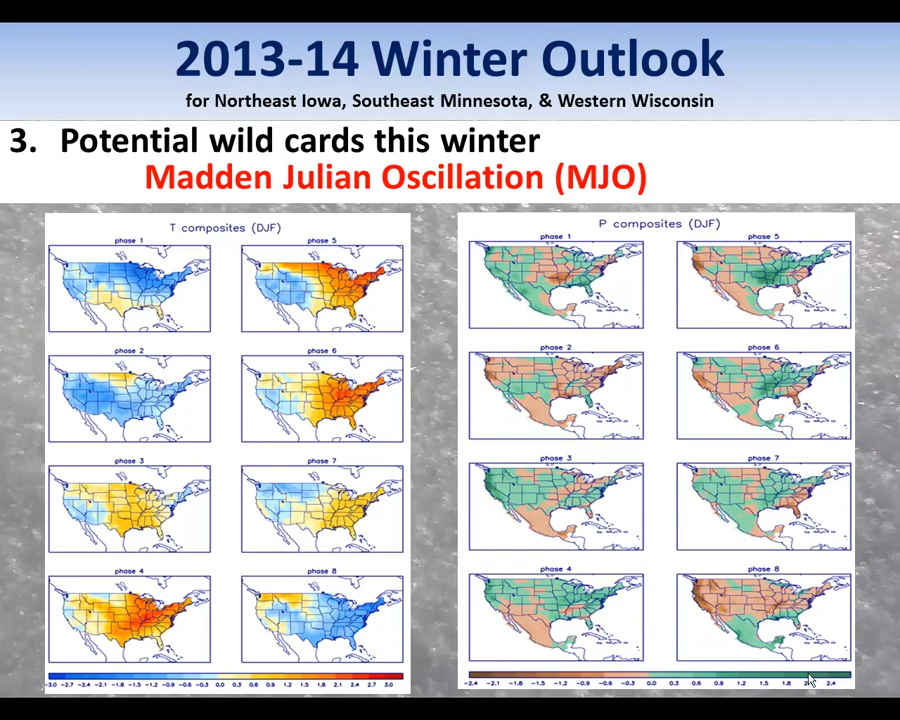 2013-14 Winter Outlook
for Northeast Iowa, Southeast Minnesota, & Western Wisconsin
3. Potential wild cards this winter
Madden Julian Oscillation (MJO)
T composites (DJF)
phase 1 phase 5
phase 2 phase 6
phase 3 phase 7
phase 4 phase 8
-3.0 -2.7 -2.4 -2.1 -1.8 -1.5 -1.2 -0.9 -0.6 -0.3 0.0 0.3 0.6 0.9 1.2 1.5 1.8 2.1 2.4 2.7 3.0
P composites (DJF)
phase 1 phase 5
phase 2 phase 6
phase 3 phase 7
phase 4 phase 8
-2.4 -2.1 -1.8 -1.5 -1.2 -0.9 -0.6 -0.3 0.0 0.3 0.6 0.9 1.2 1.5 1.8 2.4